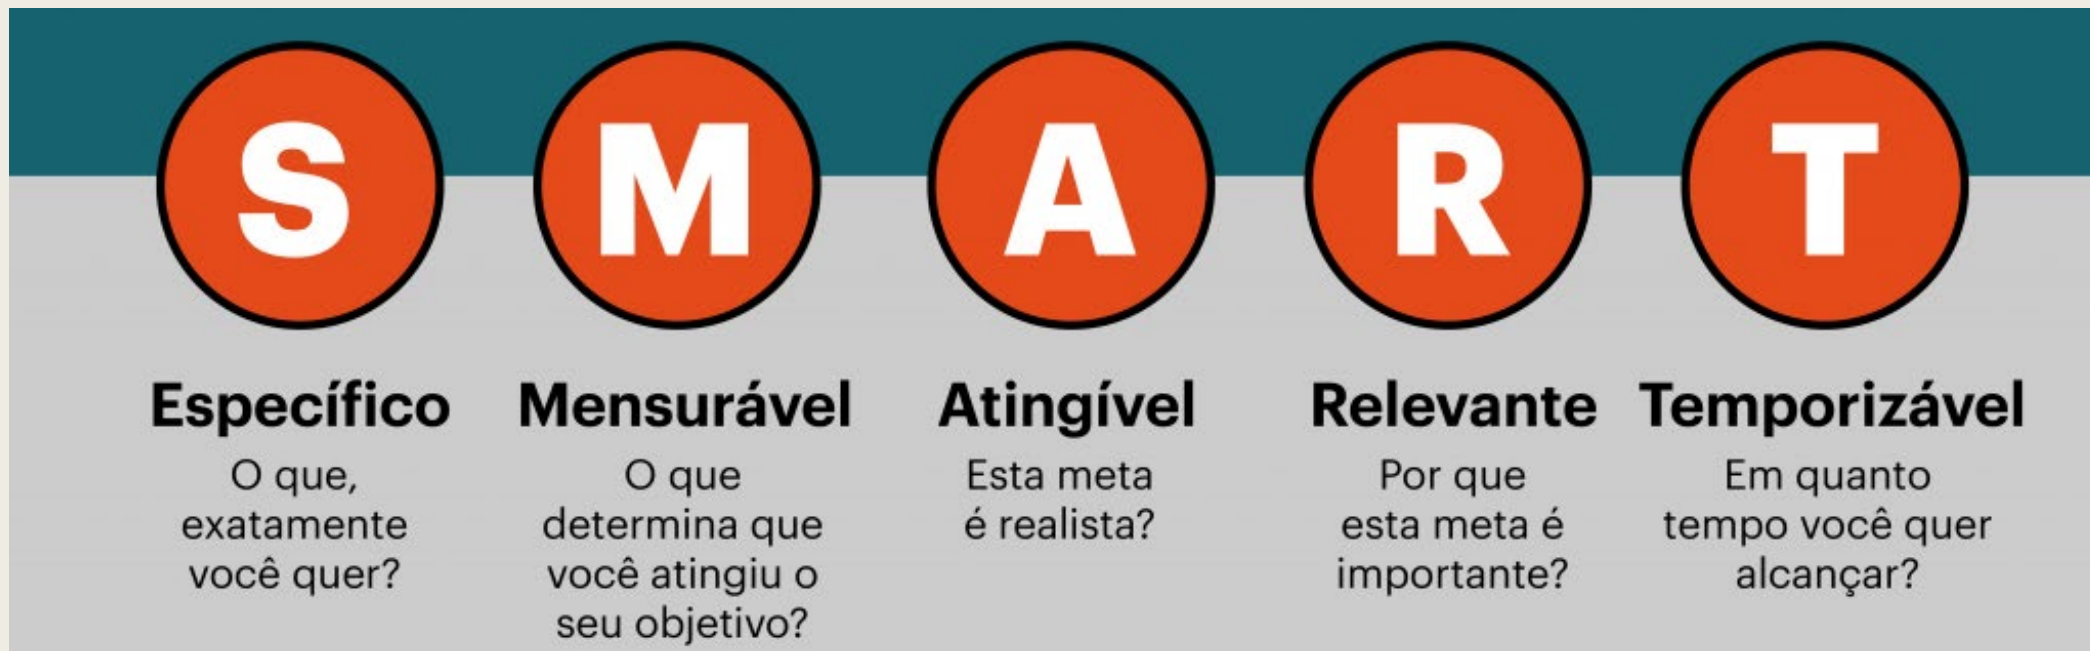 S M A R T
Específico
O que,
exatamente
você quer?
Mensurável
O que
determina que
você atingiu o
seu objetivo?
Atingível
Esta meta
é realista?
Relevante
Por que
esta meta é
importante?
Temporizável
Em quanto
tempo você quer
alcançar?